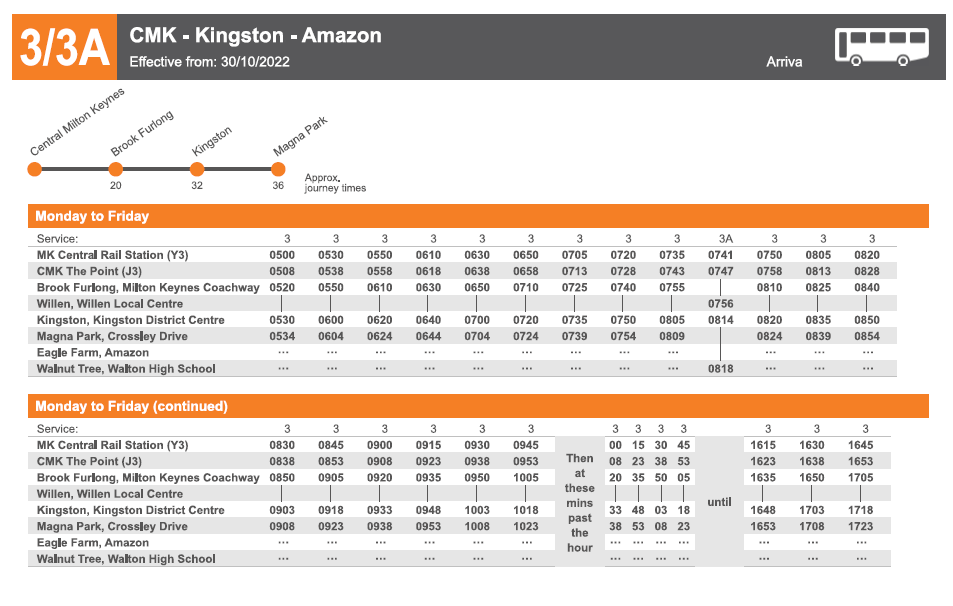 3/3A
CMK - Kingston - Amazon
Effective from: 30/10/2022
Arriva
Central Milton Keynes
Brook Furlong
Kingston
Magna Park
20 32 36
Approx.
journey times
Monday to Friday
Service: 3 3 3 3 3 3 3 3 3 3A 3 3 3
MK Central Rail Station (Y3) 0500 0530 0550 0610 0630 0650 0705 0720 0735 0741 0750 0805 0820
CMK The Point (J3) 0508 0538 0558 0618 0638 0658 0713 0728 0743 0747 0758 0813 0828
Brook Furlong, Milton Keynes Coachway 0520 0550 0610 0630 0650 0710 0725 0740 0755 0810 0825 0840
Willen, Willen Local Centre 0756
Kingston, Kingston District Centre 0530 0600 0620 0640 0700 0720 0735 0750 0805 0814 0820 0835 0850
Magna Park, Crossley Drive 0534 0604 0624 0644 0704 0724 0739 0754 0809 0824 0839 0854
Eagle Farm, Amazon ... ... ... ... ... ... ... ... ... ... ... ...
Walnut Tree, Walton High School ... ... ... ... ... ... ... ... ... 0818 ... ... ...
Monday to Friday (continued)
Service: 3 3 3 3 3 3 3 3 3 3 3 3 3
MK Central Rail Station (Y3) 0830 0845 0900 0915 0930 0945 00 15 30 45 1615 1630 1645
CMK The Point (J3) 0838 0853 0908 0923 0938 0953 08 23 38 53 1623 1638 1653
Brook Furlong, Milton Keynes Coachway 0850 0905 0920 0935 0950 1005 20 35 50 05 1635 1650 1705
Willen, Willen Local Centre
Kingston, Kingston District Centre 0903 0918 0933 0948 1003 1018 33 48 03 18 1648 1703 1718
Magna Park, Crossley Drive 0908 0923 0938 0953 1008 1023 38 53 08 23 1653 1708 1723
Eagle Farm, Amazon ... ... ... ... ... ... ... ... ... ... ... ... ...
Walnut Tree, Walton High School ... ... ... ... ... ... ... ... ... ... ... ... ...
Then
at
these
mins
past
the
hour
until